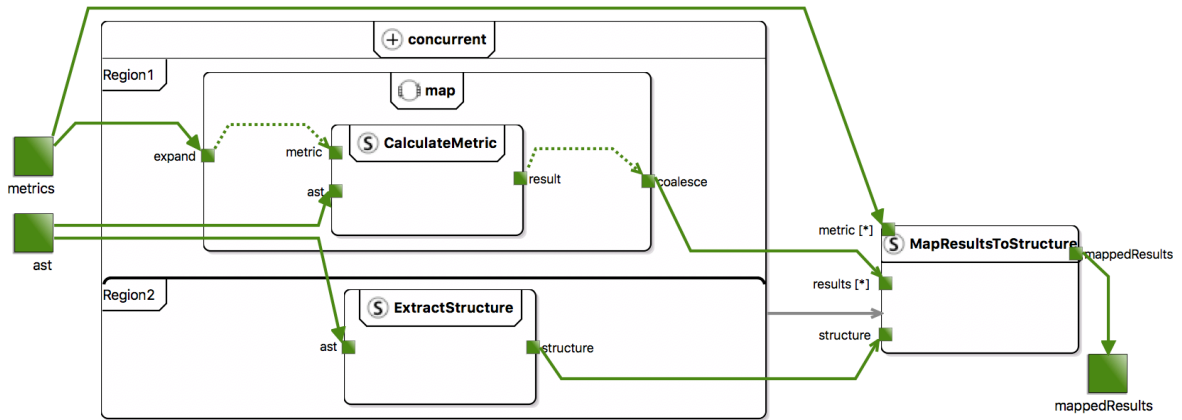 concurrent
Region1
map
CalculateMetric
expand
metric
metrics
result
coalesce
ast
ast
metric [*]
MapResultsToStructure
mappedResults
Region2
results [*]
ExtractStructure
structure
ast
structure
mappedResults